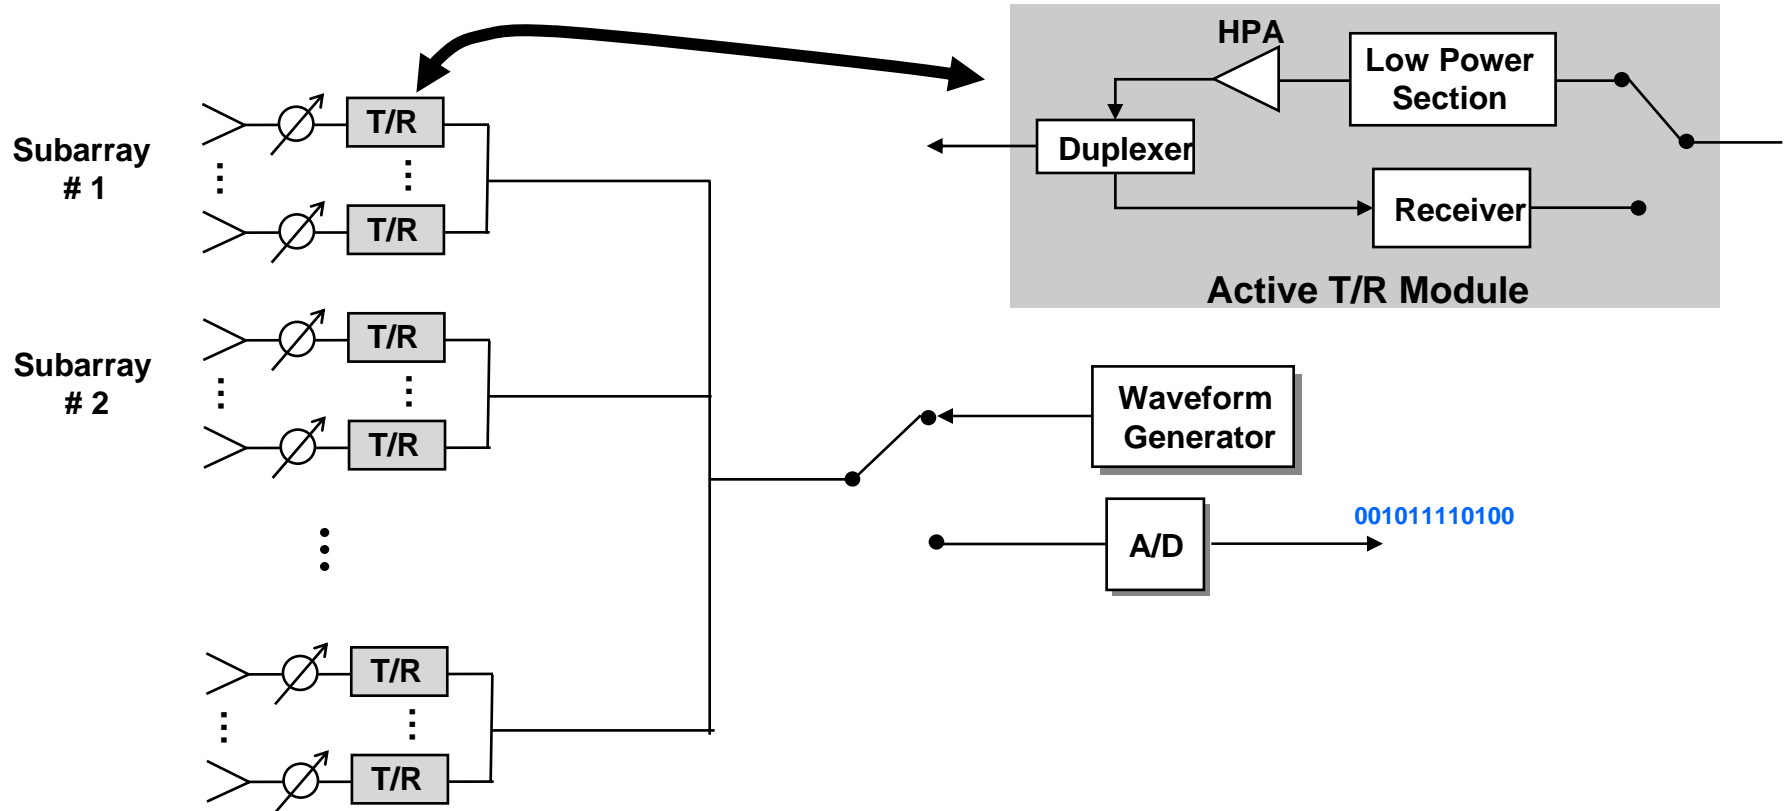 HPA
Low Power
Section
Duplexer
Receiver
Active T/R Module
Subarray
# 1
T/R
T/R
Subarray
# 2
T/R
T/R
Waveform
Generator
A/D
001011110100
T/R
T/R